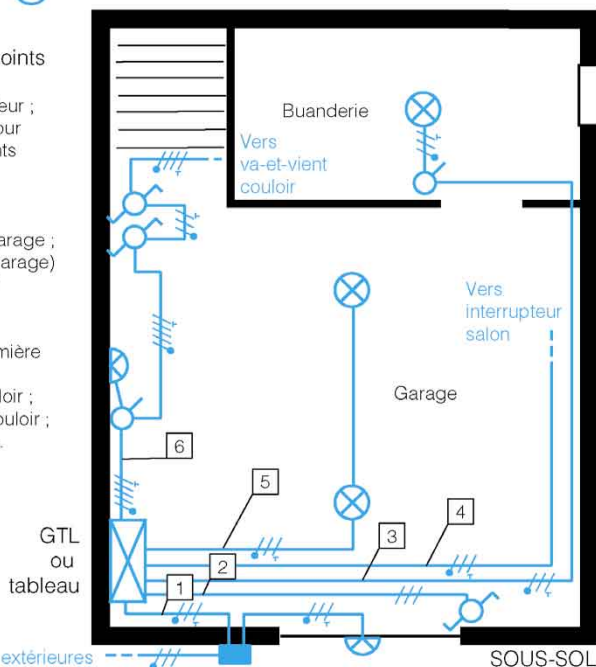 oints
eur ;
our
nts
arage ;
arage)
mière
loir ;
ouloir ;
Buanderie
Vers
va-et-vient
couloir
Vers
interrupteur
salon
Garage
6
5
4
3
2
1
GTL
ou
tableau
extérieures
SOUS-SOL